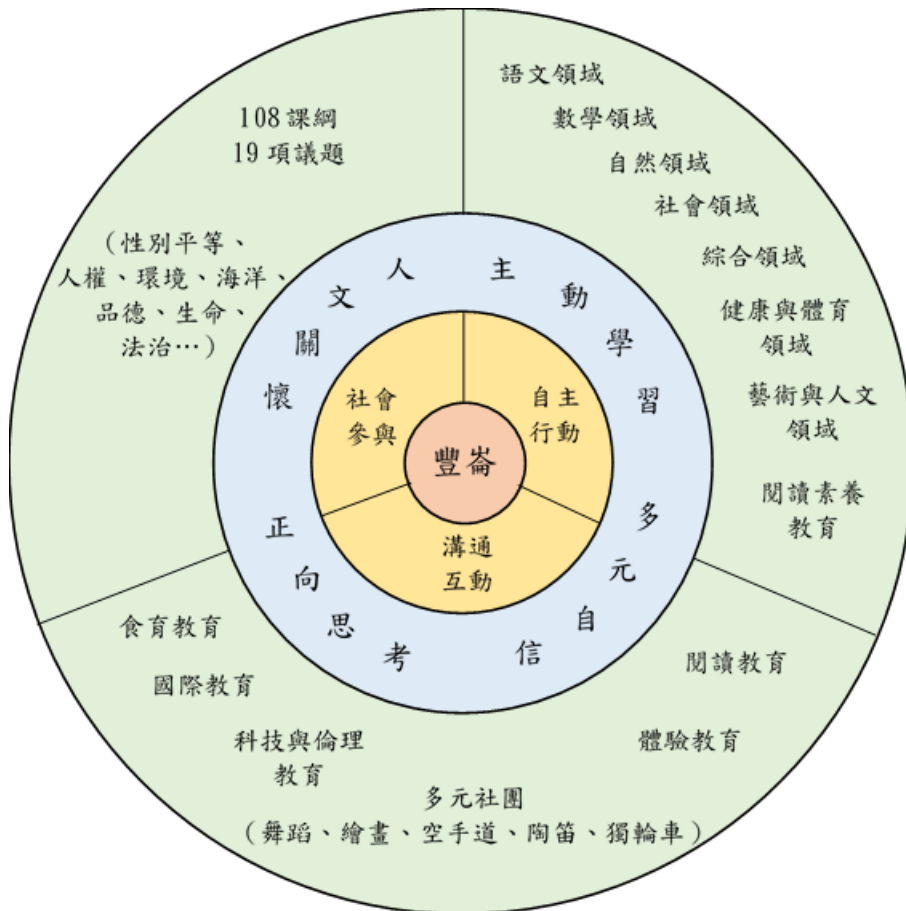 豐崙
自主
行動
溝通
互動
社會
參與
主動學習
多元自信
正向思考
人文關懷
語文領域
數學領域
自然領域
社會領域
綜合領域
健康與體育
領域
藝術與人文
領域
閱讀素養
教育
閱讀教育
體驗教育
多元社團
（舞蹈、繪畫、空手道、陶笛、獨輪車）
科技與倫理
教育
國際教育
食育教育
108課綱
19項議題
（性別平等、
人權、環境、海洋、
品德、生命、
法治…）